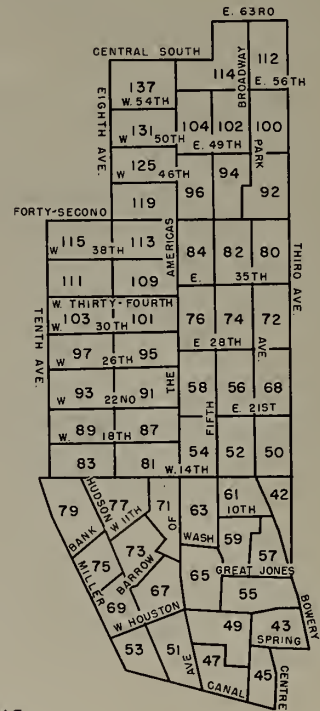 E. 63RO
CENTRAL SOUTH
BROADWAY
112
114
E. 56TH
EIGHTH AVE.
137
W. 54TH
104 102 100
W 131 50TH
E. 49TH
PARK
W 125 46TH
94
96 92
119
FORTY-SECOND
AMERICAS
W 115 38TH 113
84 82 80
THIRD AVE.
E. 35TH
111 109
W. THIRTY-FOURTH
W 103 30TH 101
76 74 72
TENTH AVE.
E 28TH
AVE.
W 97 26TH 95
THE
58 56 68
W 93 22NO 91
FIFTH
E. 21ST
W. 89 18TH 87
54 52 50
83 81 W.14TH
HUDSON
79 77 71 OF 63 61 42
W 11TH
10TH
BANK
WASH 59
73
75
57
MILLER
BARROW
GREAT JONES
67 65
69
55
BOWERY
W HOUSTON
49 43
SPRING
53 51 AVE 47
45
CANAL
CENTRE